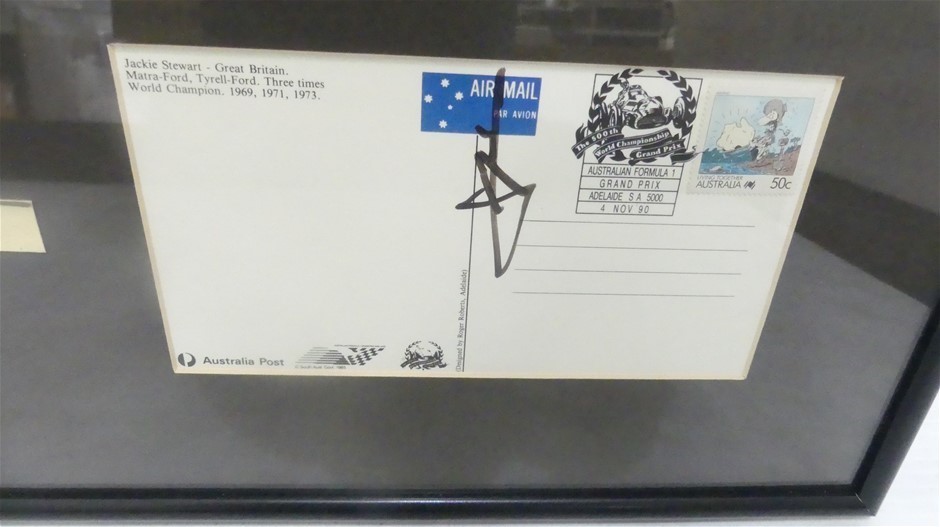 Jackie Stewart - Great Britain.
Matra-Ford, Tyrell-Ford. Three times
World Champion. 1969, 1971, 1973.
AIR MAIL
PAR AVION
The 500th
World Championship
Grand Prix
AUSTRALIAN FORMULA 1
GRAND PRIX
ADELAIDE SA 5000
4 NOV 90
LIVING TOGETHER
AUSTRALIA 50c
(Designed by Roger Roberts, Adelaide)
Australia Post